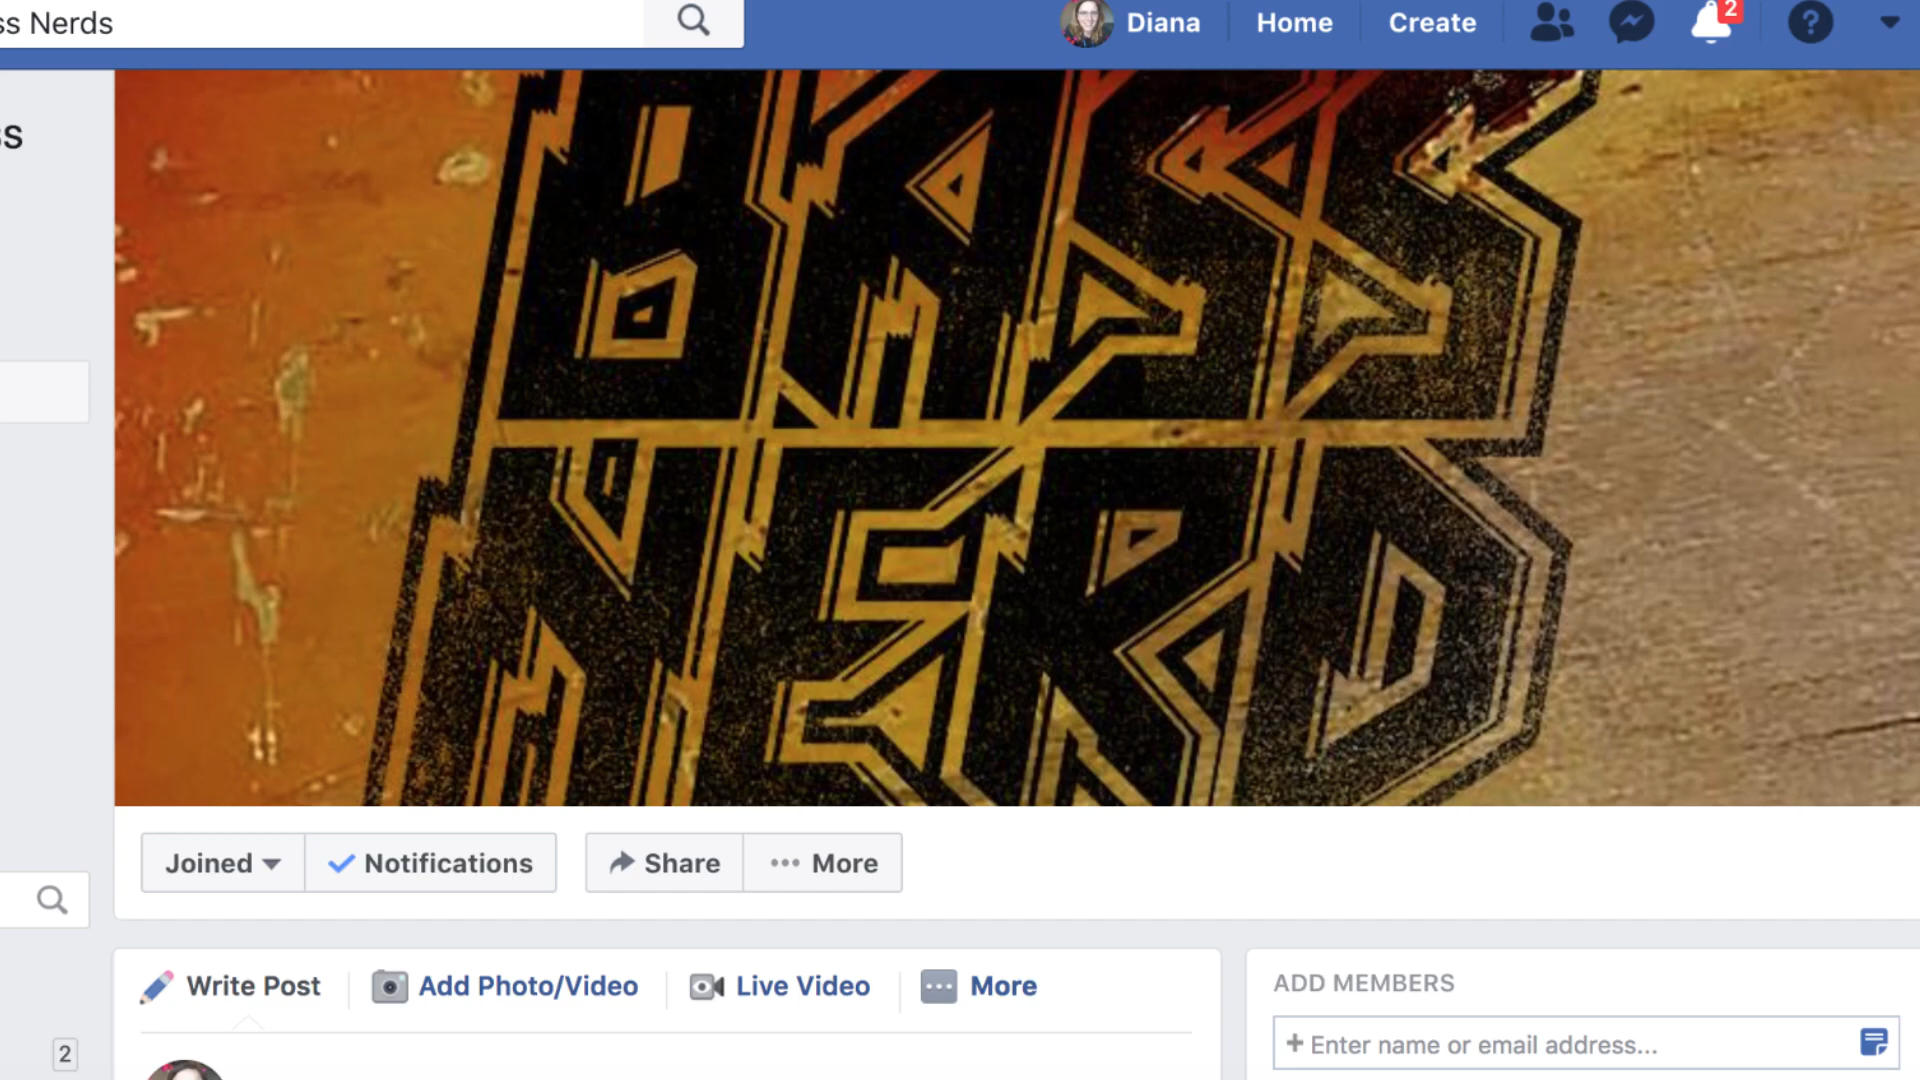 ss Nerds
Diana
Home
Create
2
?
ss
BASS
NERD
Joined
Notifications
Share
More
Write Post
Add Photo/Video
Live Video
More
ADD MEMBERS
+ Enter name or email address...
2